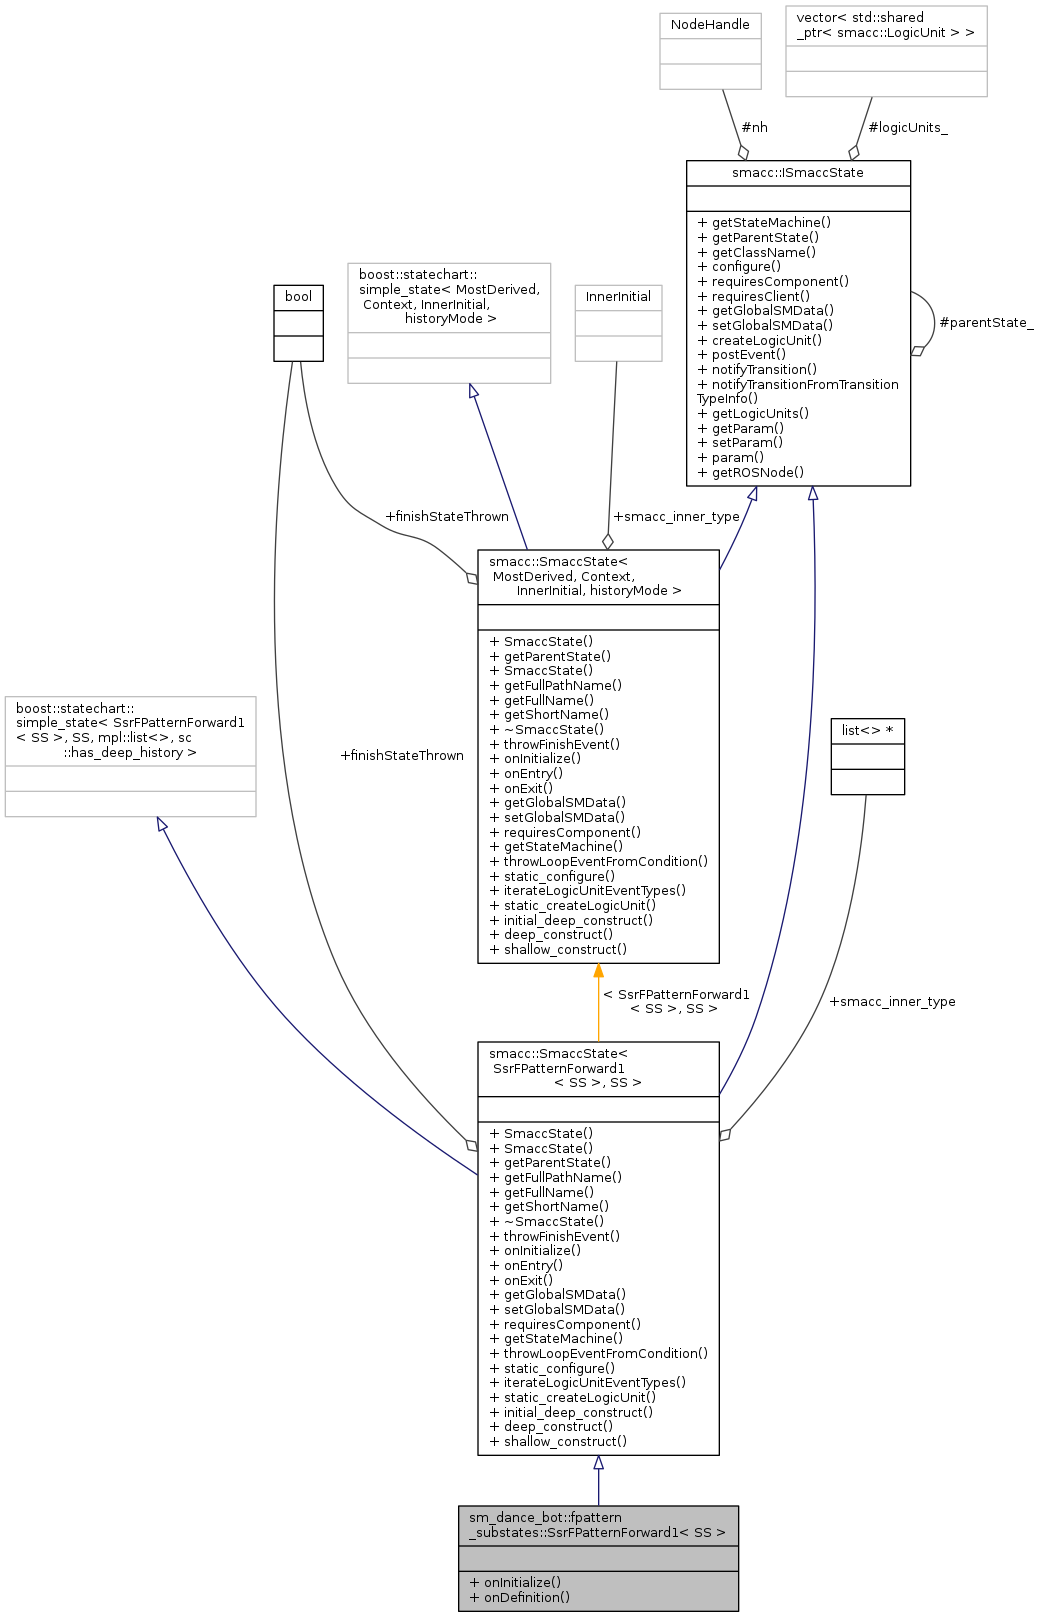 NodeHandle
vector< std::shared
_ptr< smacc::LogicUnit > >
#nh
#logicUnits_
smacc::ISmaccState
+ getStateMachine()
+ getParentState()
+ getClassName()
+ configure()
+ requiresComponent()
+ requiresClient()
+ getGlobalSMData()
+ setGlobalSMData()
+ createLogicUnit()
+ postEvent()
+ notifyTransition()
+ notifyTransitionFromTransition
TypeInfo()
+ getLogicUnits()
+ getParam()
+ setParam()
+ param()
+ getROSNode()
#parentState_
bool
boost::statechart::
simple_state< MostDerived,
Context, InnerInitial,
historyMode >
InnerInitial
+finishStateThrown
+smacc_inner_type
smacc::SmaccState<
MostDerived, Context,
InnerInitial, historyMode >
+ SmaccState()
+ getParentState()
+ SmaccState()
+ getFullPathName()
+ getFullName()
+ getShortName()
+ ~SmaccState()
+ throwFinishEvent()
+ onInitialize()
+ onEntry()
+ onExit()
+ getGlobalSMData()
+ setGlobalSMData()
+ requiresComponent()
+ getStateMachine()
+ throwLoopEventFromCondition()
+ static_configure()
+ iterateLogicUnitEventTypes()
+ static_createLogicUnit()
+ initial_deep_construct()
+ deep_construct()
+ shallow_construct()
boost::statechart::
simple_state< SsrFPatternForward1
< SS >, SS, mpl::list<>, sc
::has_deep_history >
+finishStateThrown
list<> *
< SsrFPatternForward1
< SS >, SS >
+smacc_inner_type
smacc::SmaccState<
SsrFPatternForward1
< SS >, SS >
+ SmaccState()
+ SmaccState()
+ getParentState()
+ getFullPathName()
+ getFullName()
+ getShortName()
+ ~SmaccState()
+ throwFinishEvent()
+ onInitialize()
+ onEntry()
+ onExit()
+ getGlobalSMData()
+ setGlobalSMData()
+ requiresComponent()
+ getStateMachine()
+ throwLoopEventFromCondition()
+ static_configure()
+ iterateLogicUnitEventTypes()
+ static_createLogicUnit()
+ initial_deep_construct()
+ deep_construct()
+ shallow_construct()
sm_dance_bot::fpattern
_substates::SsrFPatternForward1< SS >
+ onInitialize()
+ onDefinition()